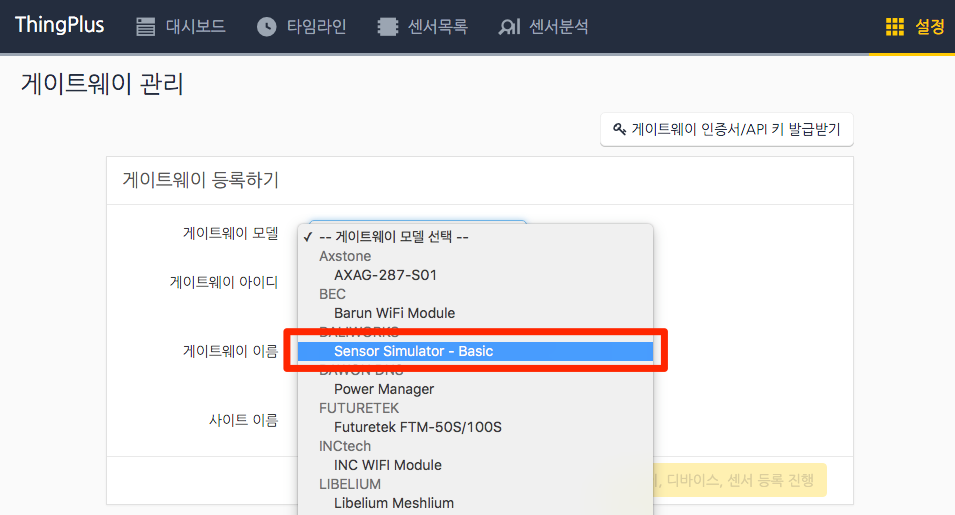 ThingPlus 대시보드 타임라인 센서목록 센서분석 설정
게이트웨이 관리
게이트웨이 인증서/API 키 발급받기
게이트웨이 등록하기
게이트웨이 모델
✓ -- 게이트웨이 모델 선택 --
Axstone
AXAG-287-S01
게이트웨이 아이디
BEC
Barun WiFi Module
DALIWORKS
게이트웨이 이름
Sensor Simulator - Basic
DAWON DNS
Power Manager
FUTURETEK
사이트 이름
Futuretek FTM-50S/100S
INCtech
INC WIFI Module
LIBELIUM
디바이스, 센서 등록 진행
Libelium Meshlium